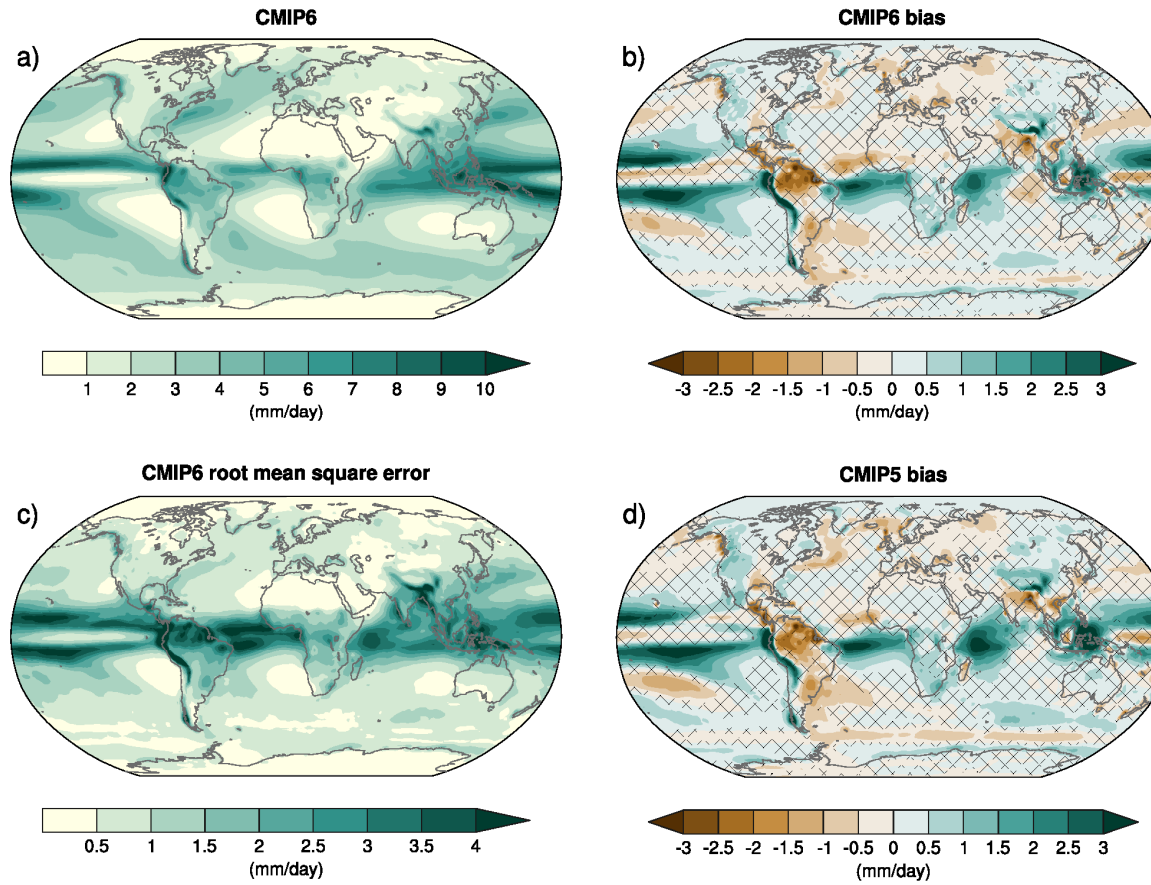 CMIP6
a)
1 2 3 4 5 6 7 8 9 10
(mm/day)
CMIP6 bias
b)
-3 -2.5 -2 -1.5 -1 -0.5 0 0.5 1 1.5 2 2.5 3
(mm/day)
CMIP6 root mean square error
c)
0.5 1 1.5 2 2.5 3 3.5 4
(mm/day)
CMIP5 bias
d)
-3 -2.5 -2 -1.5 -1 -0.5 0 0.5 1 1.5 2 2.5 3
(mm/day)